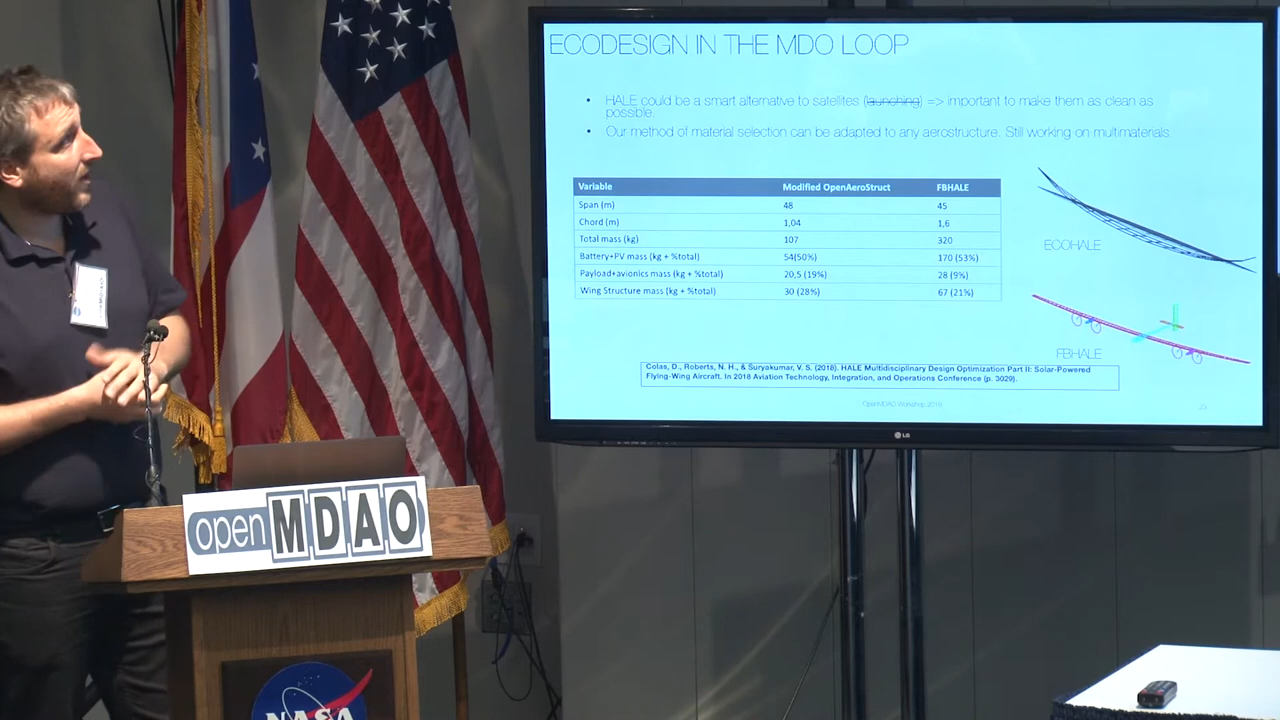 ECODESIGN IN THE MDO LOOP
• HALE could be a smart alternative to satellites (launching) => important to make them as clean as
possible.
• Our method of material selection can be adapted to any aerostructure. Still working on multimaterials.
Variable Modified OpenAeroStruct FBHALE
Span (m) 48 45
Chord (m) 1,04 1,6
Total mass (kg) 107 320
Battery+PV mass (kg + %total) 54(50%) 170 (53%)
Payload+avionics mass (kg + %total) 20,5 (19%) 28 (9%)
Wing Structure mass (kg + %total) 30 (28%) 67 (21%)
ECOHALE
FBHALE
Colas, D., Roberts, N. H., & Suryakumar, V. S. (2018). HALE Multidisciplinary Design Optimization Part II: Solar-Powered
Flying-Wing Aircraft. In 2018 Aviation Technology, Integration, and Operations Conference (p. 3029).
OpenMDAO Workshop 2019
LG
openMDAO
NASA